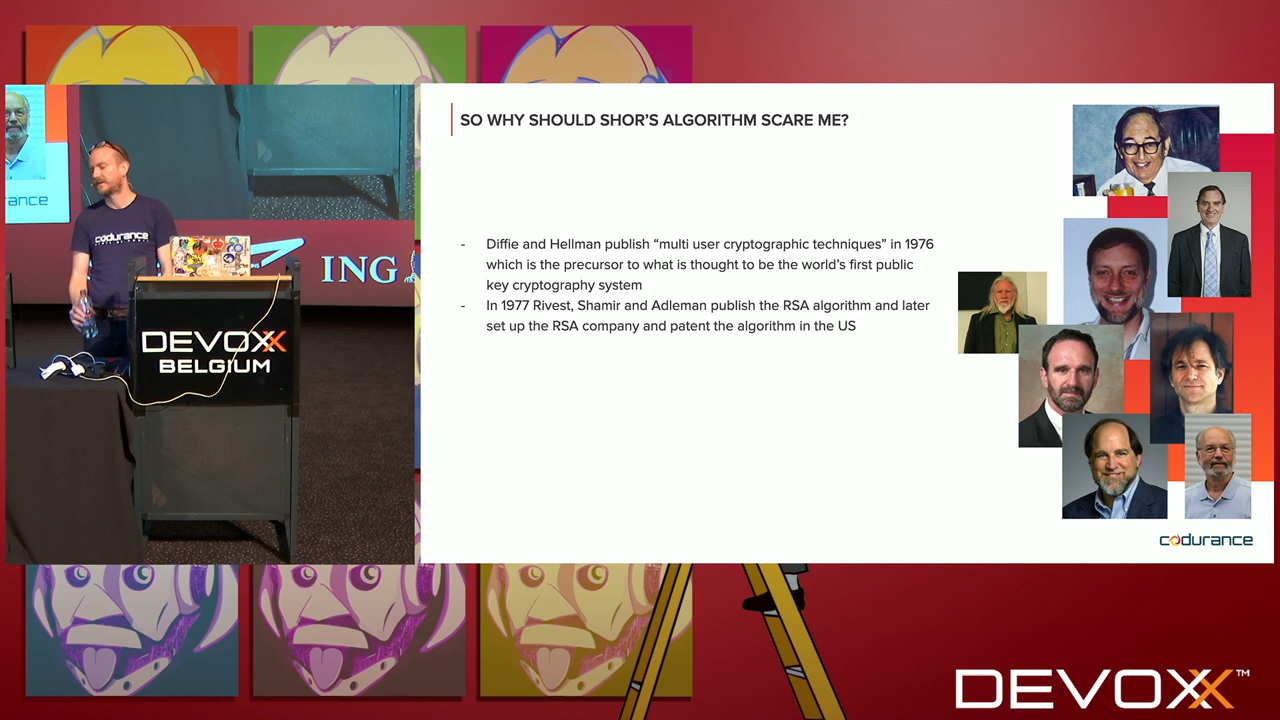 SO WHY SHOULD SHOR'S ALGORITHM SCARE ME?
- Diffie and Hellman publish “multi user cryptographic techniques” in 1976
which is the precursor to what is thought to be the world's first public
key cryptography system
- In 1977 Rivest, Shamir and Adleman publish the RSA algorithm and later
set up the RSA company and patent the algorithm in the US
codurance
urance
codurance
ING
DEVOXX
BELGIUM
DEVOXX™